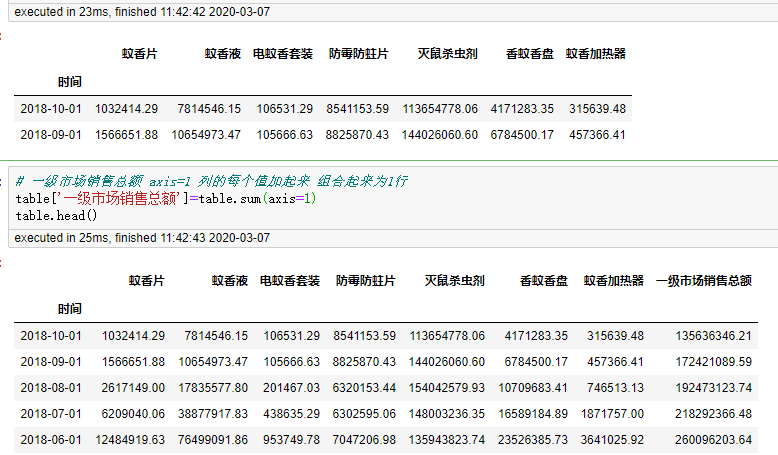 executed in 23ms, finished 11:42:42 2020-03-07
蚊香片 蚊香液 电蚊香套装 防霉防蛀片 灭鼠杀虫剂 香蚊香盘 蚊香加热器
时间
2018-10-01 1032414.29 7814546.15 106531.29 8541153.59 113654778.06 4171283.35 315639.48
2018-09-01 1566651.88 10654973.47 105666.63 8825870.43 144026060.60 6784500.17 457366.41
# 一级市场销售总额 axis=1 列的每个值加起来 组合起来为1行
table['一级市场销售总额']=table.sum(axis=1)
table.head()
executed in 25ms, finished 11:42:43 2020-03-07
蚊香片 蚊香液 电蚊香套装 防霉防蛀片 灭鼠杀虫剂 香蚊香盘 蚊香加热器 一级市场销售总额
时间
2018-10-01 1032414.29 7814546.15 106531.29 8541153.59 113654778.06 4171283.35 315639.48 135636346.21
2018-09-01 1566651.88 10654973.47 105666.63 8825870.43 144026060.60 6784500.17 457366.41 172421089.59
2018-08-01 2617149.00 17835577.80 201467.03 6320153.44 154042579.93 10709683.41 746513.13 192473123.74
2018-07-01 6209040.06 38877917.83 438635.29 6302595.06 148003236.35 16589184.89 1871757.00 218292366.48
2018-06-01 12484919.63 76499091.86 953749.78 7047206.98 135943823.74 23526385.73 3641025.92 260096203.64